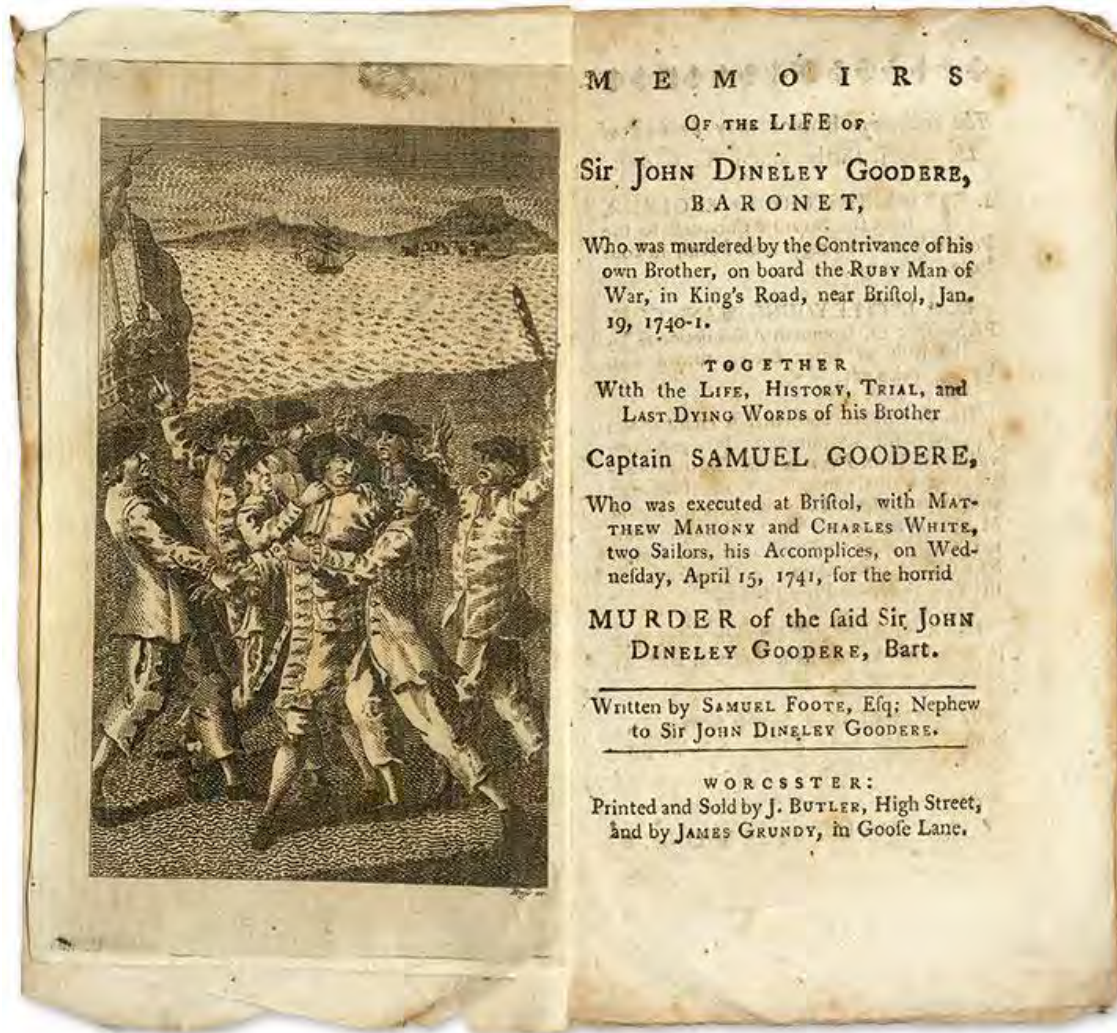 MEMOIRS
OF THE LIFE OF
Sir JOHN DINELEY GOODERE,
BARONET,
Who was murdered by the Contrivance of his
own Brother, on board the RUBY Man of
War, in King's Road, near Briſtol, Jan.
19, 1740-1.
TOGETHER
Wtth the LIFE, HISTORY, TRIAL, and
LAST DYING WORDS of his Brother
Captain SAMUEL GOODERE,
Who was executed at Briſtol, with MAT-
THEW MAHONY and CHARLES WHITE,
two Sailors, his Accomplices, on Wed-
neſday, April 15, 1741, for the horrid
MURDER of the ſaid Sir JOHN
DINELEY GOODERE, Bart.
Written by SAMUEL FOOTE, Eſq; Nephew
to Sir JOHN DINELEY GOODERE.
WORCSSTER:
Printed and Sold by J. BUTLER, High Street,
and by JAMES GRUNDY, in Gooſe Lane.